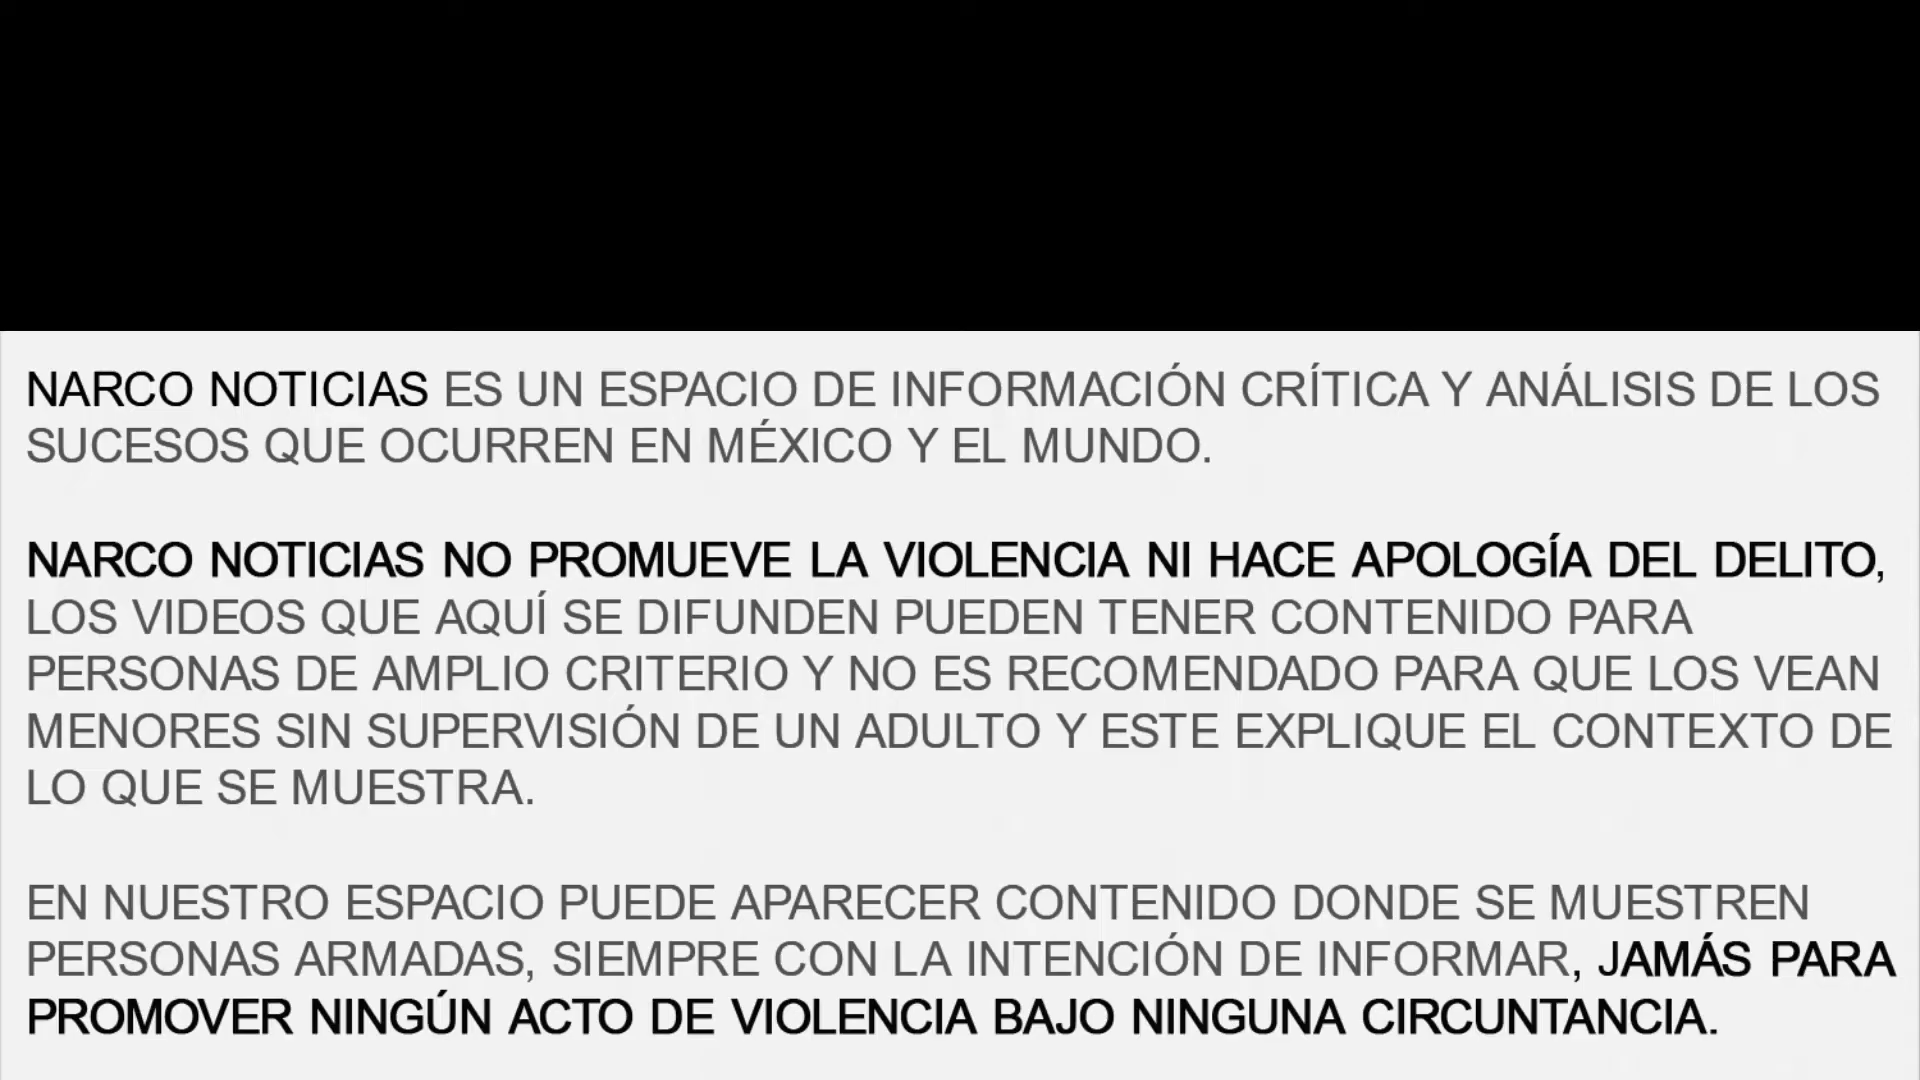 NARCO NOTICIAS ES UN ESPACIO DE INFORMACIÓN CRÍTICA Y ANÁLISIS DE LOS
SUCESOS QUE OCURREN EN MÉXICO Y EL MUNDO.
NARCO NOTICIAS NO PROMUEVE LA VIOLENCIA NI HACE APOLOGÍA DEL DELITO,
LOS VIDEOS QUE AQUÍ SE DIFUNDEN PUEDEN TENER CONTENIDO PARA
PERSONAS DE AMPLIO CRITERIO Y NO ES RECOMENDADO PARA QUE LOS VEAN
MENORES SIN SUPERVISIÓN DE UN ADULTO Y ESTE EXPLIQUE EL CONTEXTO DE
LO QUE SE MUESTRA.
EN NUESTRO ESPACIO PUEDE APARECER CONTENIDO DONDE SE MUESTREN
PERSONAS ARMADAS, SIEMPRE CON LA INTENCIÓN DE INFORMAR, JAMÁS PARA
PROMOVER NINGÚN ACTO DE VIOLENCIA BAJO NINGUNA CIRCUNTANCIA.